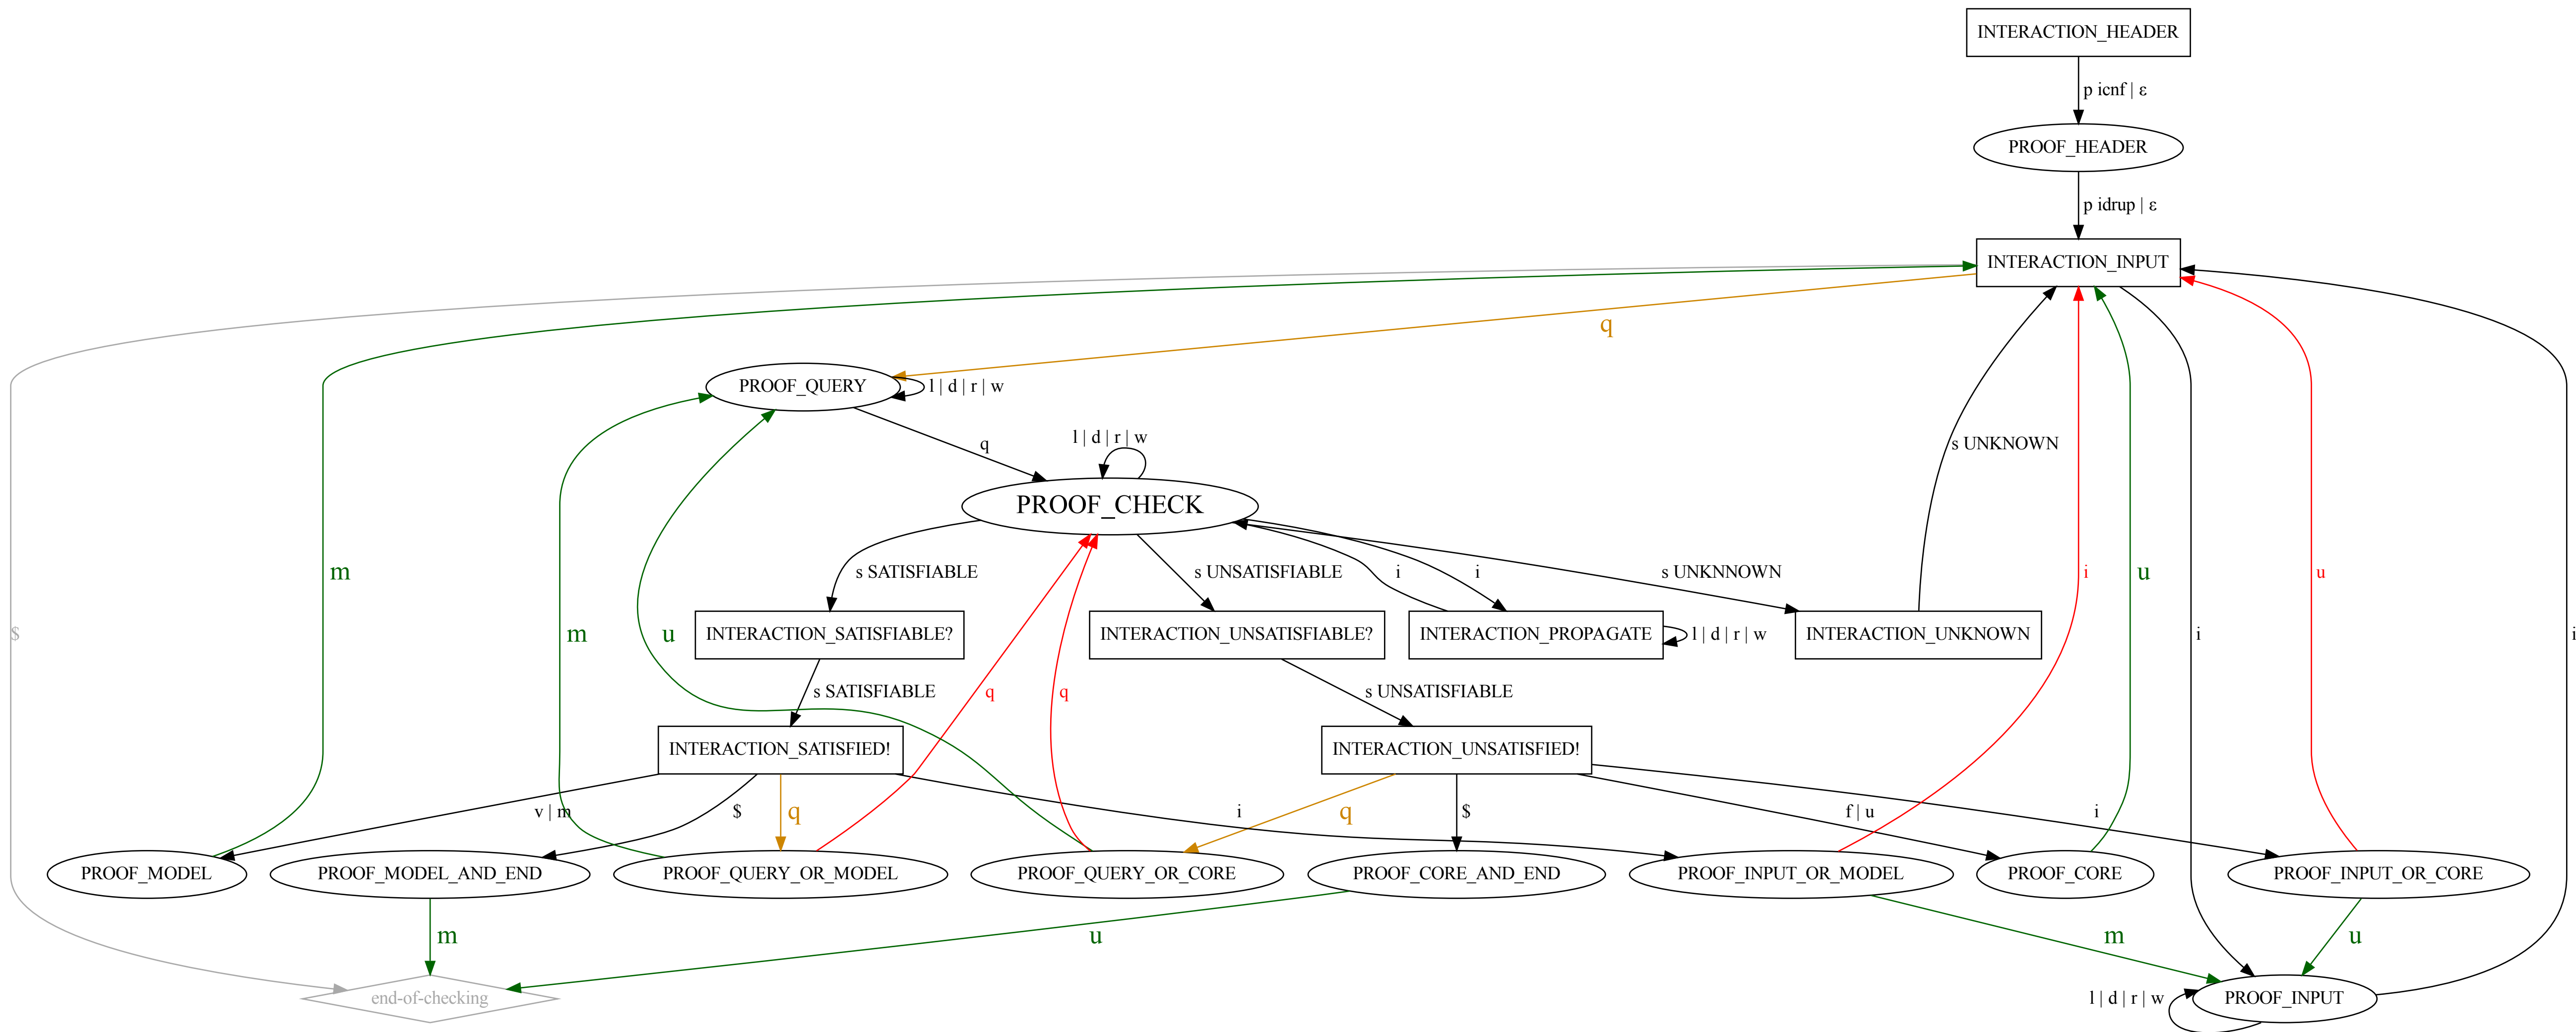 INTERACTION_HEADER
p icnf | ε
PROOF_HEADER
p idrup | ε
INTERACTION_INPUT
q
PROOF_QUERY
l | d | r | w
l | d | r | w
q
s UNKNOWN
PROOF_CHECK
m
s SATISFIABLE
s UNSATISFIABLE
i
i
s UNKNNOWN
i
u
u
$
m
u
INTERACTION_SATISFIABLE?
INTERACTION_UNSATISFIABLE?
INTERACTION_PROPAGATE
l | d | r | w
INTERACTION_UNKNOWN
i
i
s SATISFIABLE
q
q
s UNSATISFIABLE
INTERACTION_SATISFIED!
INTERACTION_UNSATISFIED!
v | m
$
q
i
q
$
f | u
i
PROOF_MODEL
PROOF_MODEL_AND_END
PROOF_QUERY_OR_MODEL
PROOF_QUERY_OR_CORE
PROOF_CORE_AND_END
PROOF_INPUT_OR_MODEL
PROOF_CORE
PROOF_INPUT_OR_CORE
m
u
m
u
end-of-checking
l | d | r | w
PROOF_INPUT